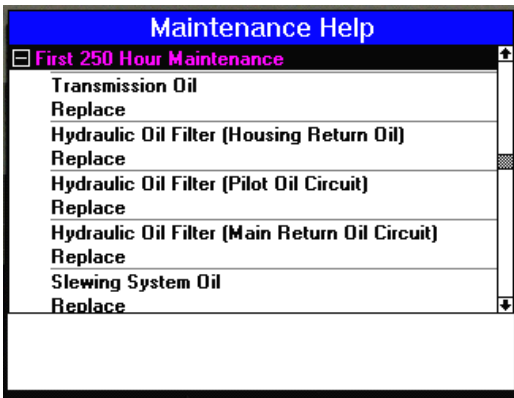 Maintenance Help
First 250 Hour Maintenance
Transmission Oil
Replace
Hydraulic Oil Filter (Housing Return Oil)
Replace
Hydraulic Oil Filter (Pilot Oil Circuit)
Replace
Hydraulic Oil Filter (Main Return Oil Circuit)
Replace
Slewing System Oil
Replace